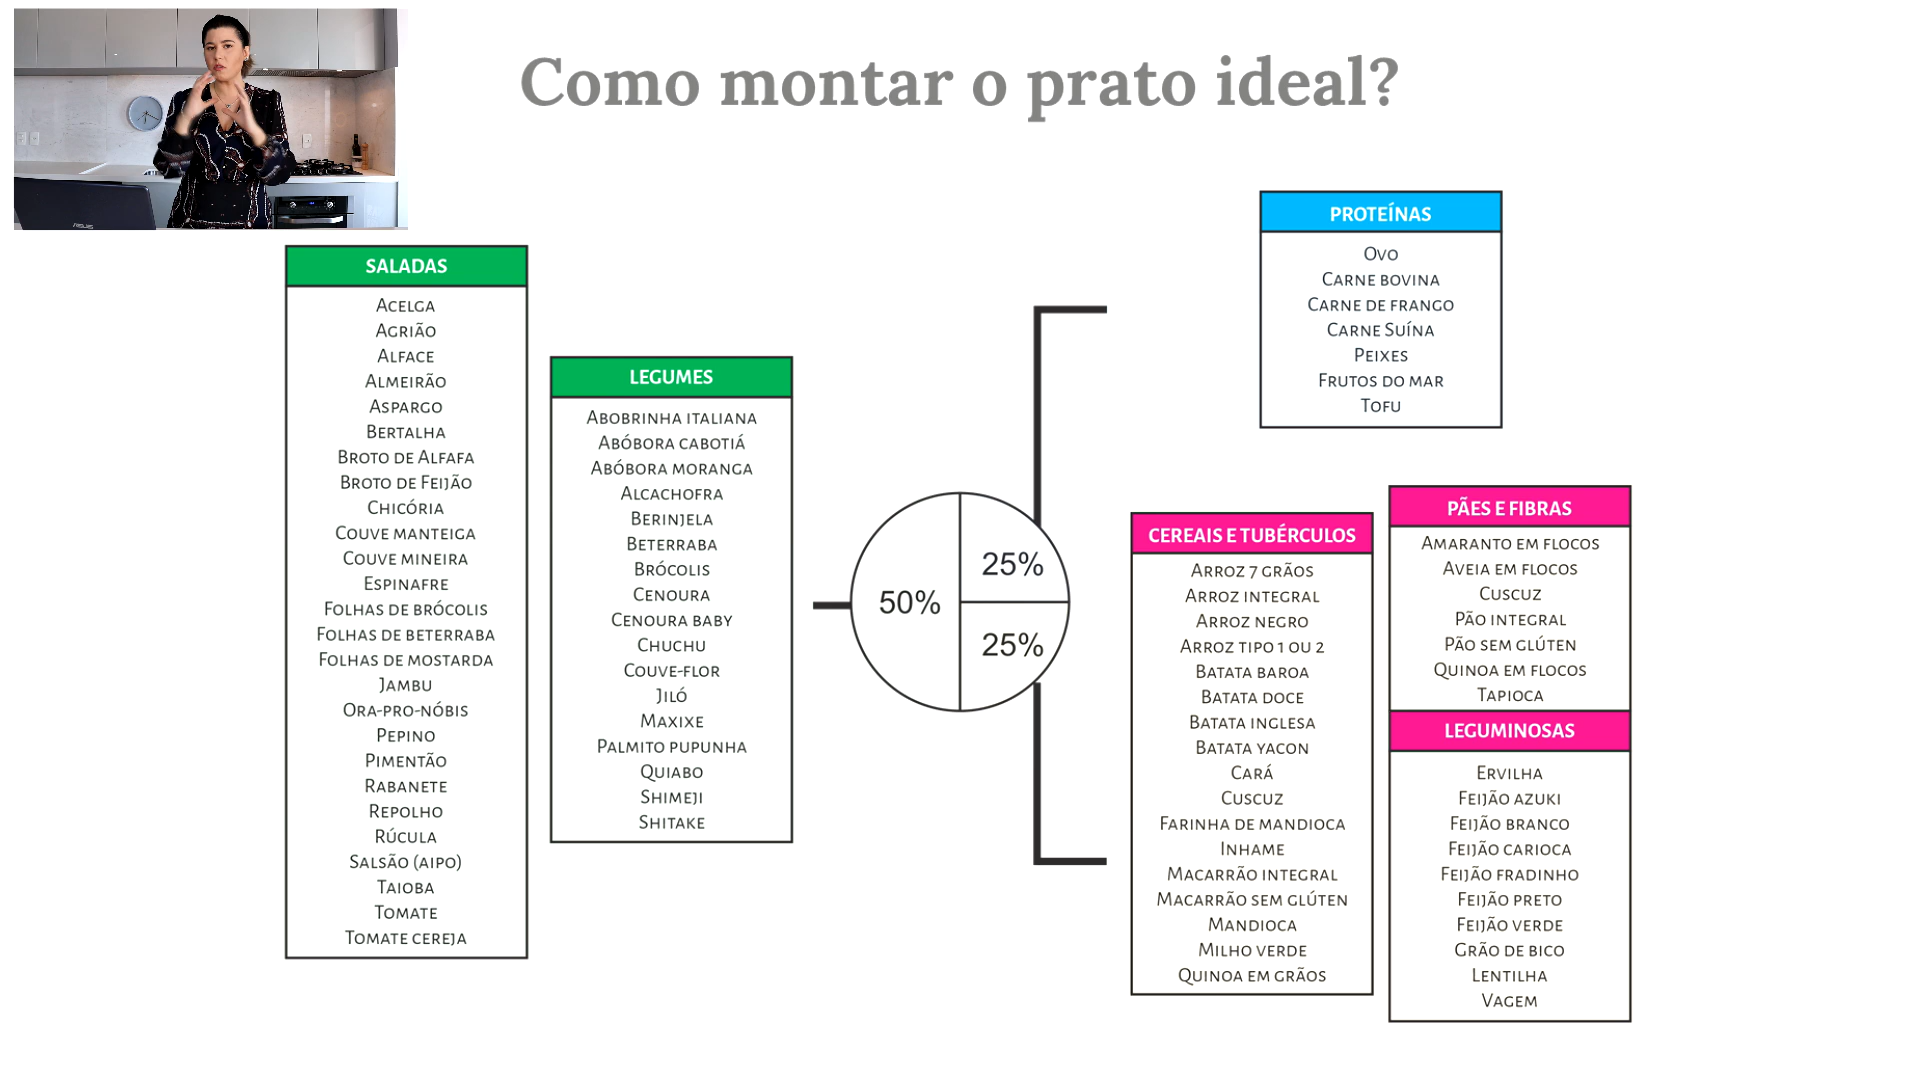 Como montar o prato ideal?
ASUS
SALADAS
ACELGA
AGRIÃO
ALFACE
ALMEIRÃO
ASPARGO
BERTALHA
BROTO DE ALFAFA
BROTO DE FEIJÃO
CHICÓRIA
COUVE MANTEIGA
COUVE MINEIRA
ESPINAFRE
FOLHAS DE BRÓCOLIS
FOLHAS DE BETERRABA
FOLHAS DE MOSTARDA
JAMBU
ORA-PRO-NÓBIS
PEPINO
PIMENTÃO
RABANETE
REPOLHO
RÚCULA
SALSÃO (AIPO)
TAIOBA
TOMATE
TOMATE CEREJA
LEGUMES
ABOBRINHA ITALIANA
ABÓBORA CABOTIÁ
ABÓBORA MORANGA
ALCACHOFRA
BERINJELA
BETERRABA
BRÓCOLIS
CENOURA
CENOURA BABY
CHUCHU
COUVE-FLOR
JILÓ
MAXIXE
PALMITO PUPUNHA
QUIABO
SHIMEJI
SHITAKE
50%
25%
25%
PROTEÍNAS
OVO
CARNE BOVINA
CARNE DE FRANGO
CARNE SUÍNA
PEIXES
FRUTOS DO MAR
TOFU
CEREAIS E TUBÉRCULOS
ARROZ 7 GRÃOS
ARROZ INTEGRAL
ARROZ NEGRO
ARROZ TIPO 1 OU 2
BATATA BAROA
BATATA DOCE
BATATA INGLESA
BATATA YACON
CARÁ
CUSCUZ
FARINHA DE MANDIOCA
INHAME
MACARRÃO INTEGRAL
MACARRÃO SEM GLÚTEN
MANDIOCA
MILHO VERDE
QUINOA EM GRÃOS
PÃES E FIBRAS
AMARANTO EM FLOCOS
AVEIA EM FLOCOS
CUSCUZ
PÃO INTEGRAL
PÃO SEM GLÚTEN
QUINOA EM FLOCOS
TAPIOCA
LEGUMINOSAS
ERVILHA
FEIJÃO AZUKI
FEIJÃO BRANCO
FEIJÃO CARIOCA
FEIJÃO FRADINHO
FEIJÃO PRETO
FEIJÃO VERDE
GRÃO DE BICO
LENTILHA
VAGEM